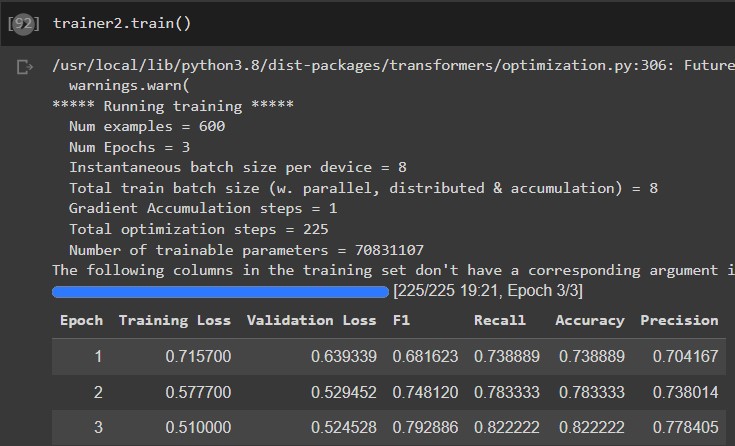 [92] trainer2.train()
/usr/local/lib/python3.8/dist-packages/transformers/optimization.py:306: Future
warnings.warn(
***** Running training *****
Num examples = 600
Num Epochs = 3
Instantaneous batch size per device = 8
Total train batch size (w. parallel, distributed & accumulation) = 8
Gradient Accumulation steps = 1
Total optimization steps = 225
Number of trainable parameters = 70831107
The following columns in the training set don't have a corresponding argument i
[225/225 19:21, Epoch 3/3]
Epoch Training Loss Validation Loss F1 Recall Accuracy Precision
1 0.715700 0.639339 0.681623 0.738889 0.738889 0.704167
2 0.577700 0.529452 0.748120 0.783333 0.783333 0.738014
3 0.510000 0.524528 0.792886 0.822222 0.822222 0.778405